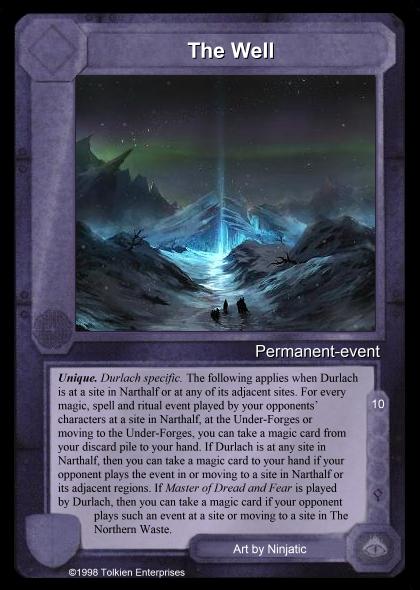 The Well
Permanent-event
Unique. Durlach specific. The following applies when Durlach
is at a site in Narthalf or at any of its adjacent sites. For every
magic, spell and ritual event played by your opponents'
characters at a site in Narthalf, at the Under-Forges or
moving to the Under-Forges, you can take a magic card from
your discard pile to your hand. If Durlach is at any site in
Narthalf, then you can take a magic card to your hand if your
opponent plays the event in or moving to a site in Narthalf or
its adjacent regions. If Master of Dread and Fear is played
by Durlach, then you can take a magic card if your opponent
plays such an event at a site or moving to a site in The
Northern Waste.
10
Art by Ninjatic
©1998 Tolkien Enterprises